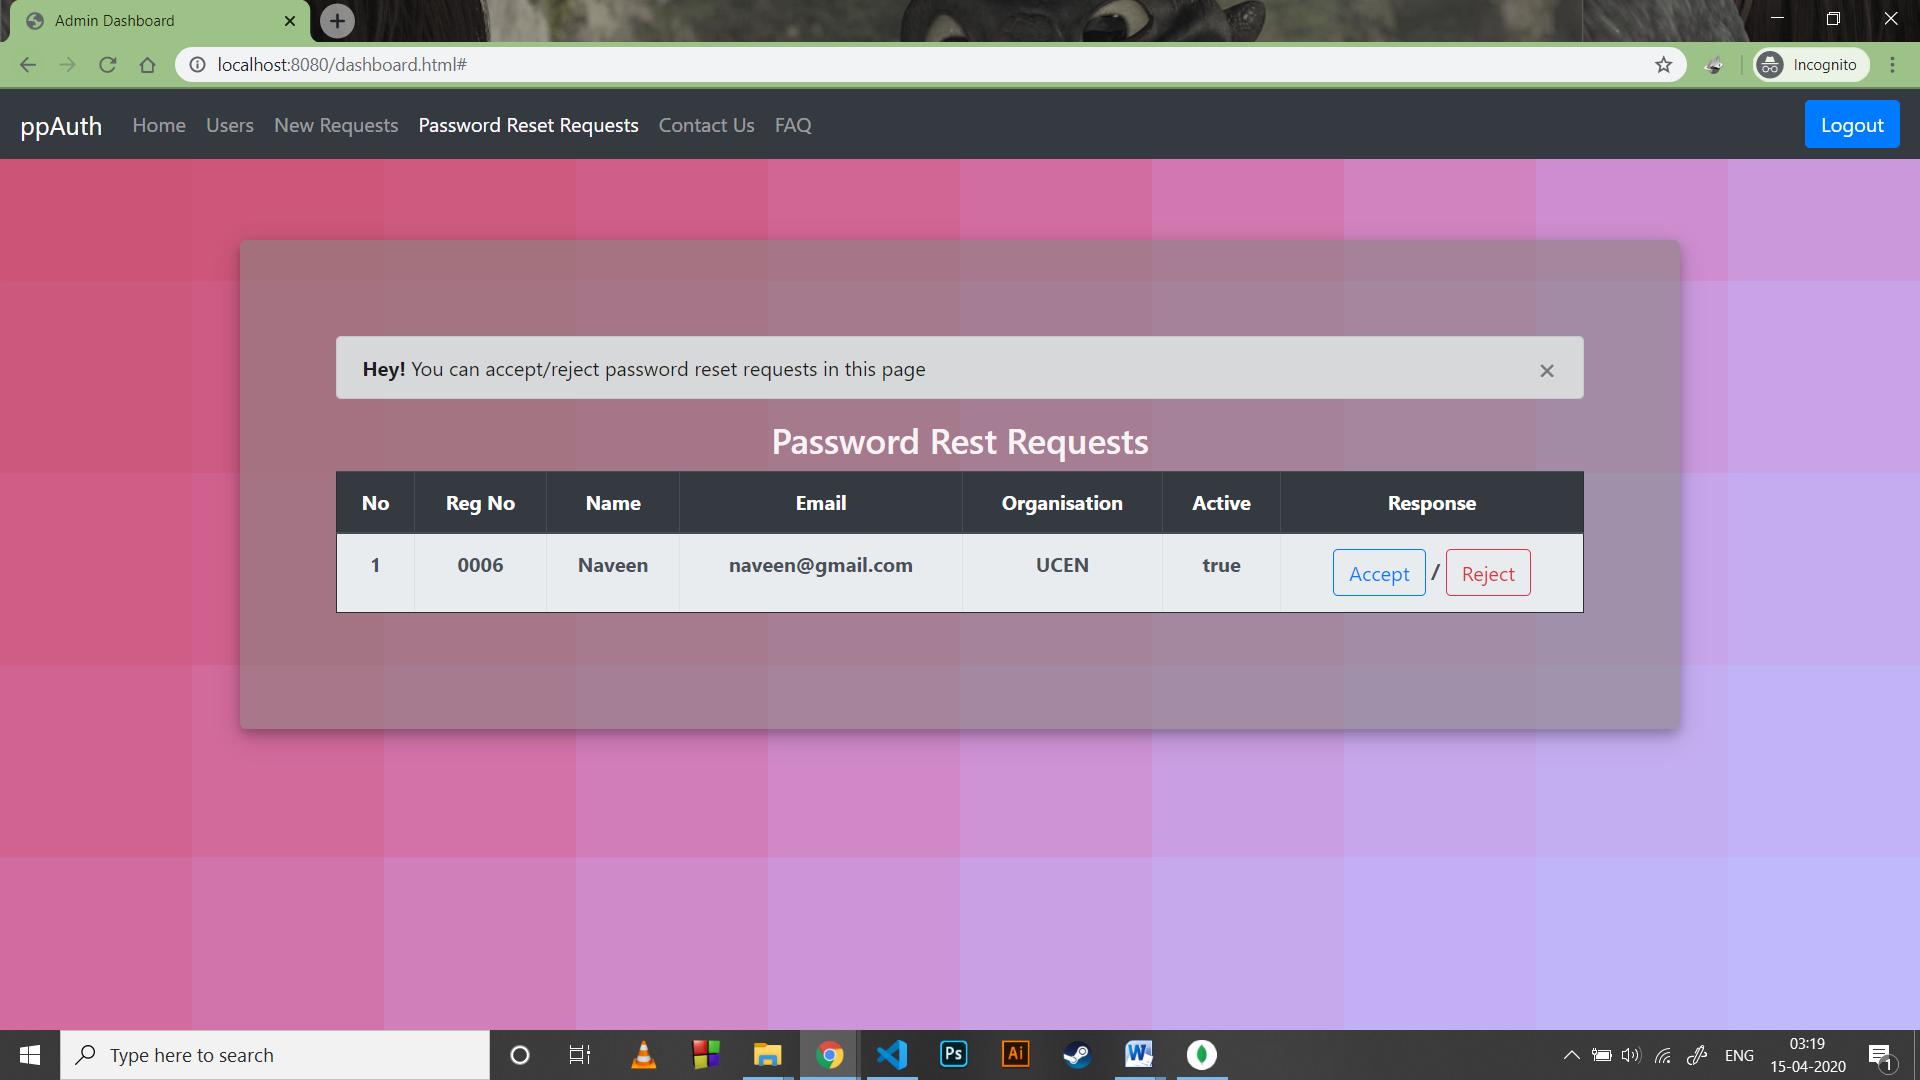 Admin Dashboard
localhost:8080/dashboard.html#
Incognito
ppAuth Home Users New Requests Password Reset Requests Contact Us FAQ Logout
Hey! You can accept/reject password reset requests in this page ×
Password Rest Requests
No Reg No Name Email Organisation Active Response
1 0006 Naveen naveen@gmail.com UCEN true Accept / Reject
Type here to search
Ps
Ai
W
ENG
03:19
15-04-2020
1